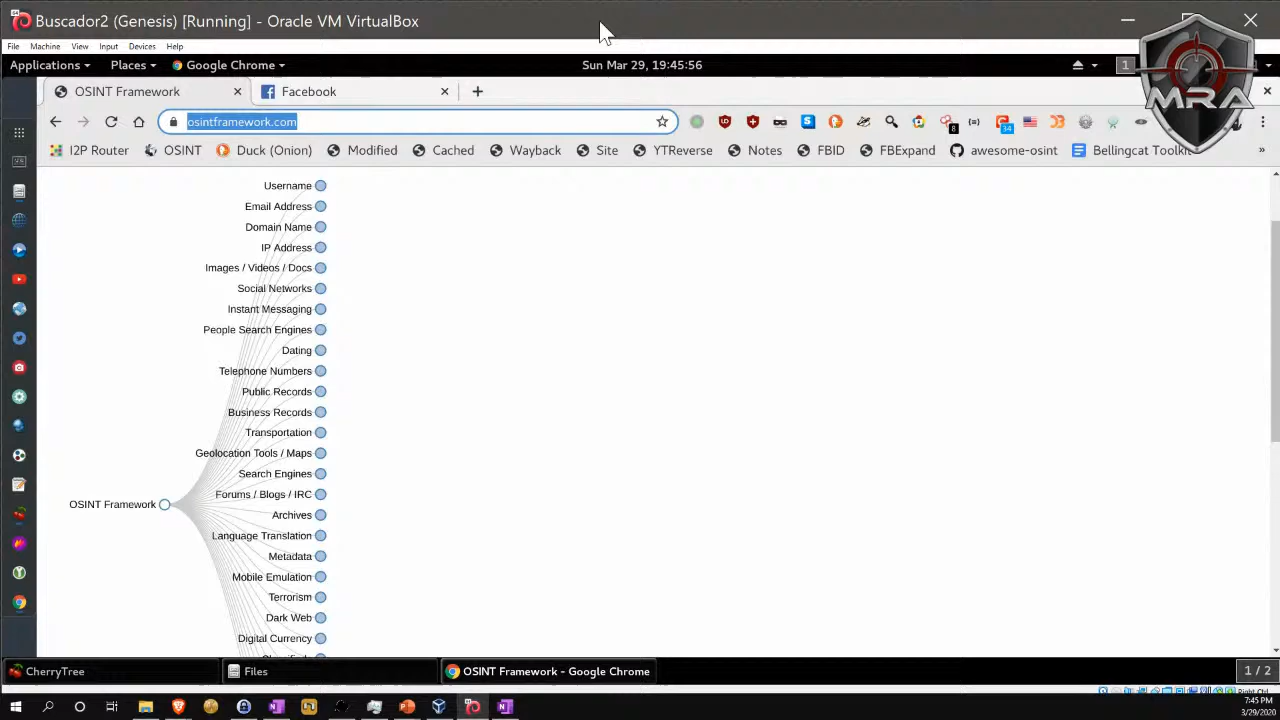 Buscador2 (Genesis) [Running] - Oracle VM VirtualBox
File Machine View Input Devices Help
Applications Places Google Chrome Sun Mar 29, 19:45:56 1
MRA
OSINT Framework Facebook
osintframework.com 8 34
I2P Router OSINT Duck (Onion) Modified Cached Wayback Site YTReverse Notes FBID FBExpand awesome-osint Bellingcat Toolkit »
Username
Email Address
Domain Name
IP Address
Images / Videos / Docs
Social Networks
Instant Messaging
People Search Engines
Dating
Telephone Numbers
Public Records
Business Records
Transportation
Geolocation Tools / Maps
Search Engines
Forums / Blogs / IRC
OSINT Framework
Archives
Language Translation
Metadata
Mobile Emulation
Terrorism
Dark Web
Digital Currency
CherryTree Files OSINT Framework - Google Chrome 1 / 2
Right Ctrl
7:45 PM
3/29/2020